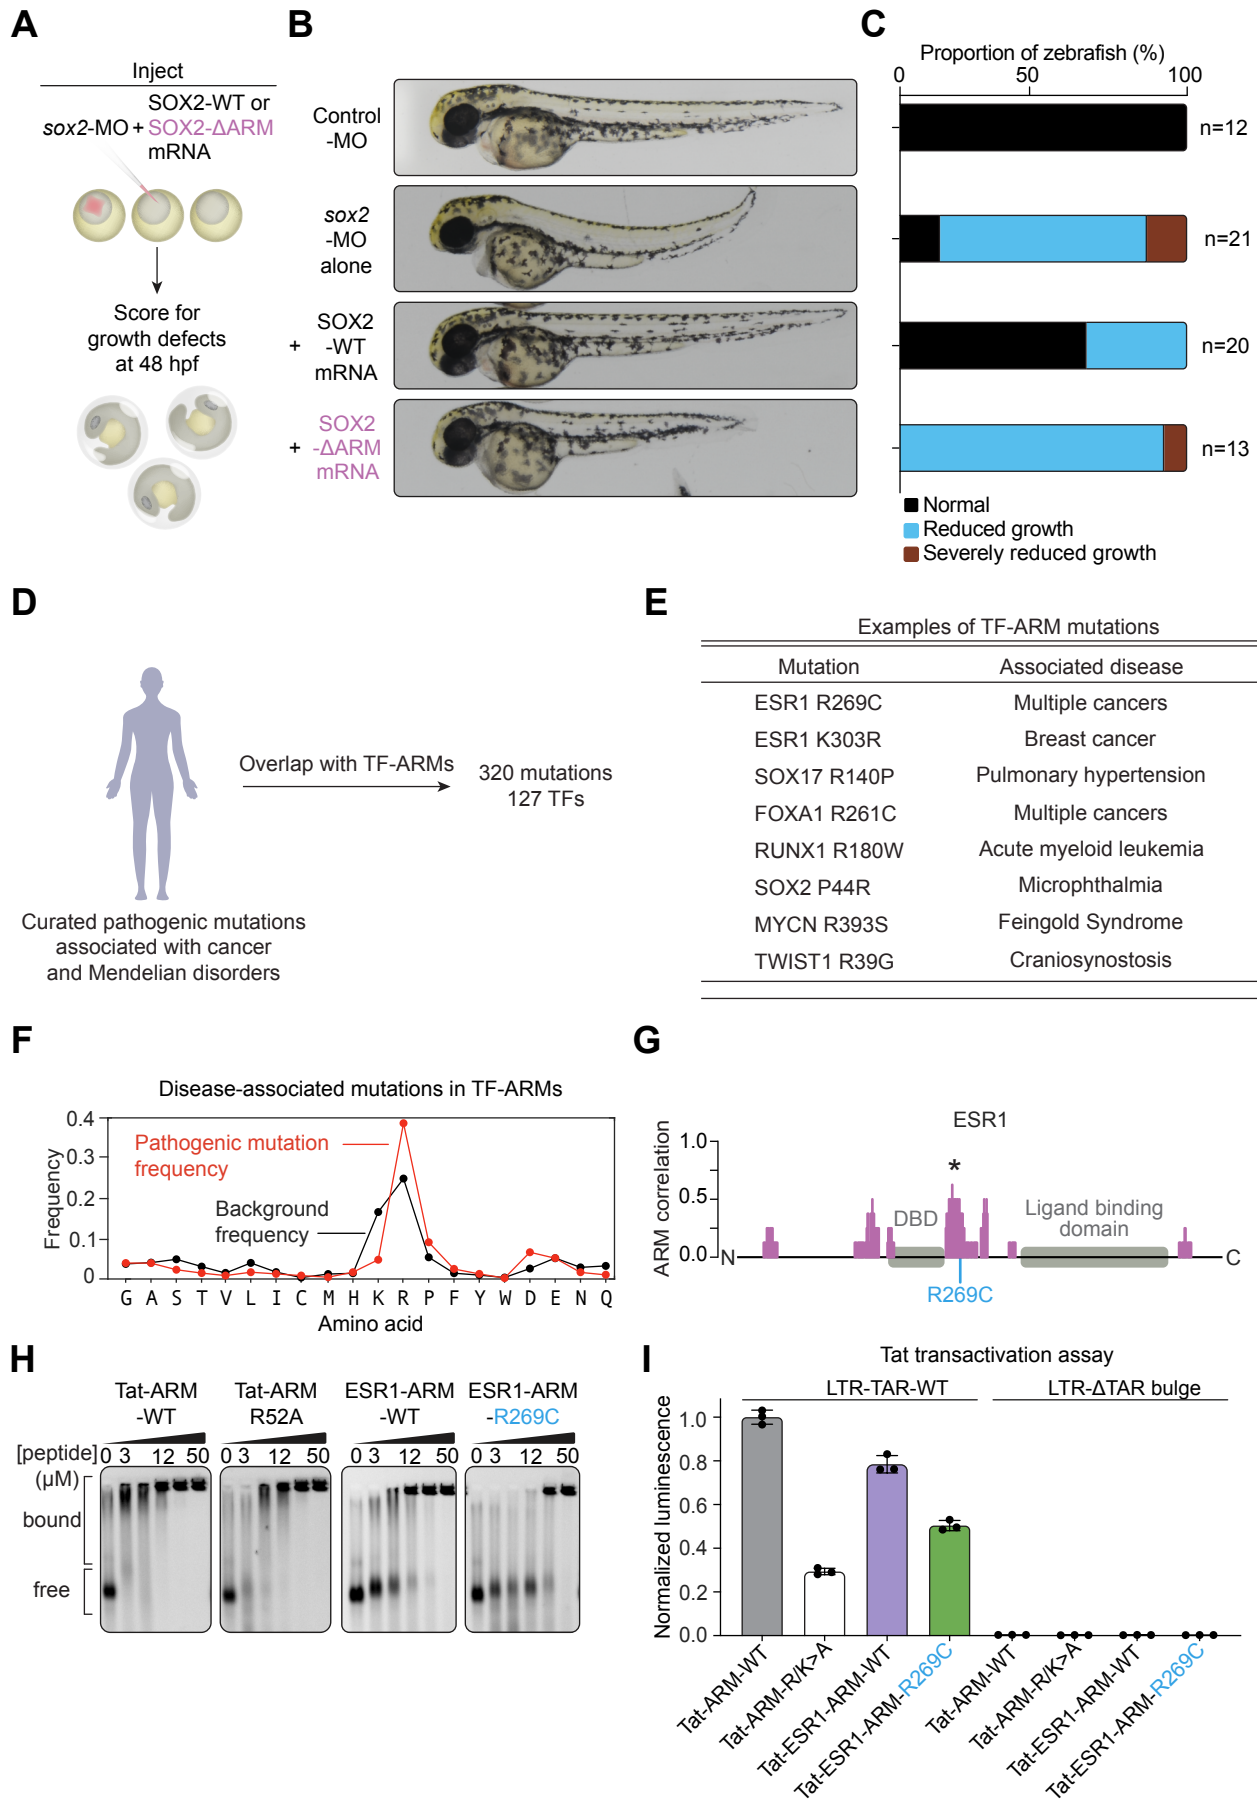 A
Inject
SOX2-WT or
sox2-MO + SOX2-ΔARM
mRNA
Score for
growth defects
at 48 hpf
B
Control
-MO
sox2
-MO
alone
+ SOX2
-WT
mRNA
+ SOX2
-ΔARM
mRNA
C
Proportion of zebrafish (%)
0 50 100
n=12
n=21
n=20
n=13
Normal
Reduced growth
Severely reduced growth
D
Curated pathogenic mutations
associated with cancer
and Mendelian disorders
Overlap with TF-ARMs
320 mutations
127 TFs
E
Examples of TF-ARM mutations
Mutation Associated disease
ESR1 R269C Multiple cancers
ESR1 K303R Breast cancer
SOX17 R140P Pulmonary hypertension
FOXA1 R261C Multiple cancers
RUNX1 R180W Acute myeloid leukemia
SOX2 P44R Microphthalmia
MYCN R393S Feingold Syndrome
TWIST1 R39G Craniosynostosis
F
Disease-associated mutations in TF-ARMs
Frequency
0.4
0.3
0.2
0.1
0
Pathogenic mutation
frequency
Background
frequency
G A S T V L I C M H K R P F Y W D E N Q
Amino acid
G
ESR1
ARM correlation
1.0
0.5
0.0
*
N
DBD
Ligand binding
domain
C
R269C
H
Tat-ARM
-WT
Tat-ARM
R52A
ESR1-ARM
-WT
ESR1-ARM
-R269C
[peptide]
(µM)
0 3 12 50
0 3 12 50
0 3 12 50
0 3 12 50
bound
free
I
Tat transactivation assay
LTR-TAR-WT
LTR-ΔTAR bulge
Normalized luminescence
1.0
0.8
0.6
0.4
0.2
0.0
Tat-ARM-WT
Tat-ARM-R/K>A
Tat-ESR1-ARM-WT
Tat-ESR1-ARM-R269C
Tat-ARM-WT
Tat-ARM-R/K>A
Tat-ESR1-ARM-WT
Tat-ESR1-ARM-R269C